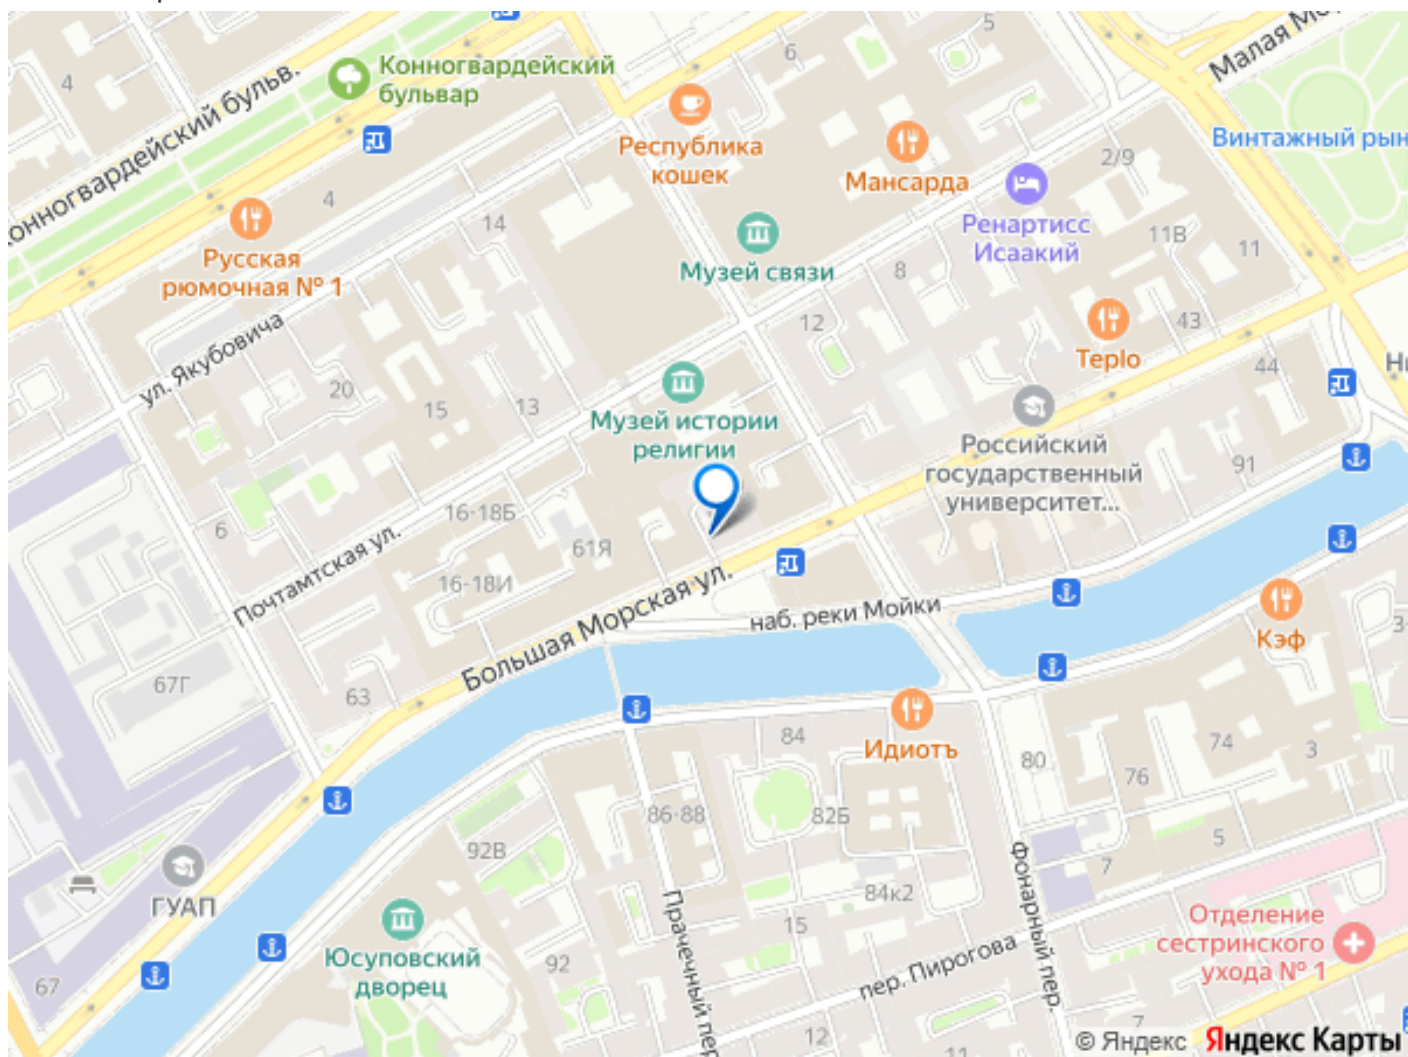 5
Малая Мо
Конногвардейский
бульвар
6
4
Конногвардейский бульв.
Республика
кошек
Мансарда
2/9
Винтажный рын
4
14
Русская
рюмочная № 1
Музей связи
Ренартисс
Исаакий
11В
11
8
12
43
Teplo
ул. Якубовича
20
15
13
44
Музей истории
религии
Российский
государственный
университет...
91
6
16-18Б
61Я
16-18И
Почтамтская ул.
Большая Морская ул.
наб. реки Мойки
Кэф
3-
67Г
63
84
Идиотъ
80
74
3
76
86-88
82Б
92В
5
7
фонарный пер.
ГУАП
84к2
15
Прачечный пер
Отделение
сестринского
ухода № 1
пер. Пирогова
Юсуповский
дворец
92
67
12
11
7
© Яндекс Яндекс Карты